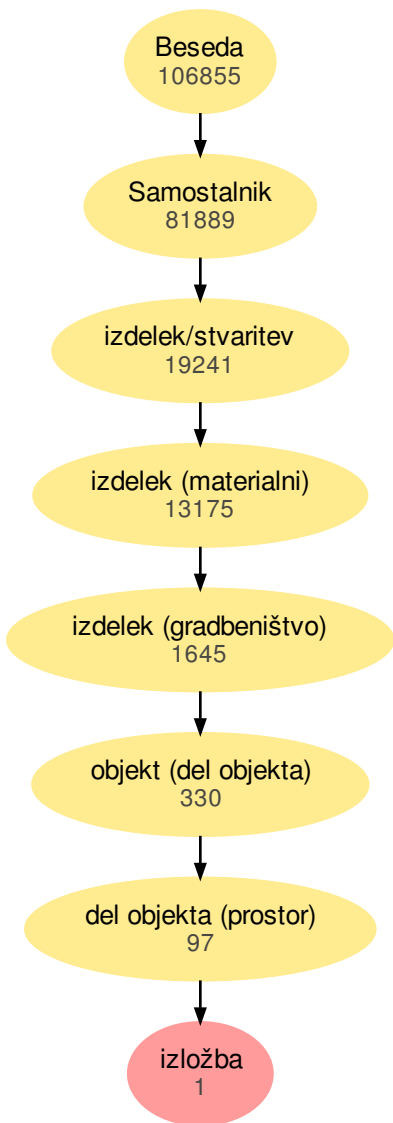 Beseda
106855
Samostalnik
81889
izdelek/stvaritev
19241
izdelek (materialni)
13175
izdelek (gradbeništvo)
1645
objekt (del objekta)
330
del objekta (prostor)
97
izložba
1